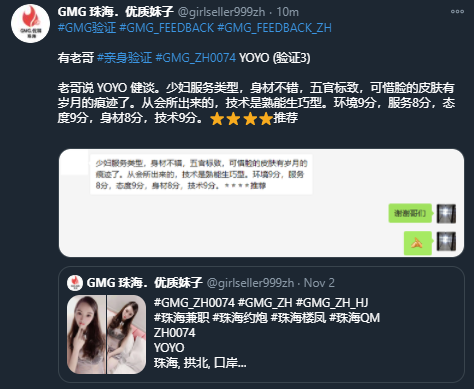 GMG 珠海．优质妹子 @girlseller999zh · 10m
#GMG验证 #GMG_FEEDBACK #GMG_FEEDBACK_ZH
有老哥 #亲身验证 #GMG_ZH0074 YOYO (验证3)
老哥说 YOYO 健谈。少妇服务类型，身材不错，五官标致，可惜脸的皮肤有
岁月的痕迹了。从会所出来的，技术是熟能生巧型。环境9分，服务8分，态
度9分，身材8分，技术9分。⭐⭐⭐⭐推荐
少妇服务类型，身材不错，五官标致，可惜脸的皮肤有岁月的痕
迹了。从会所出来的，技术是熟能生巧型。环境9分，服务
8分，态度9分，身材8分，技术9分。＊＊＊＊推荐
谢谢哥们
GMG 珠海．优质妹子 @girlseller999zh · Nov 2
#GMG_ZH0074 #GMG_ZH #GMG_ZH_HJ
#珠海兼职 #珠海约炮 #珠海楼凤 #珠海QM
ZH0074
YOYO
珠海, 拱北, 口岸...